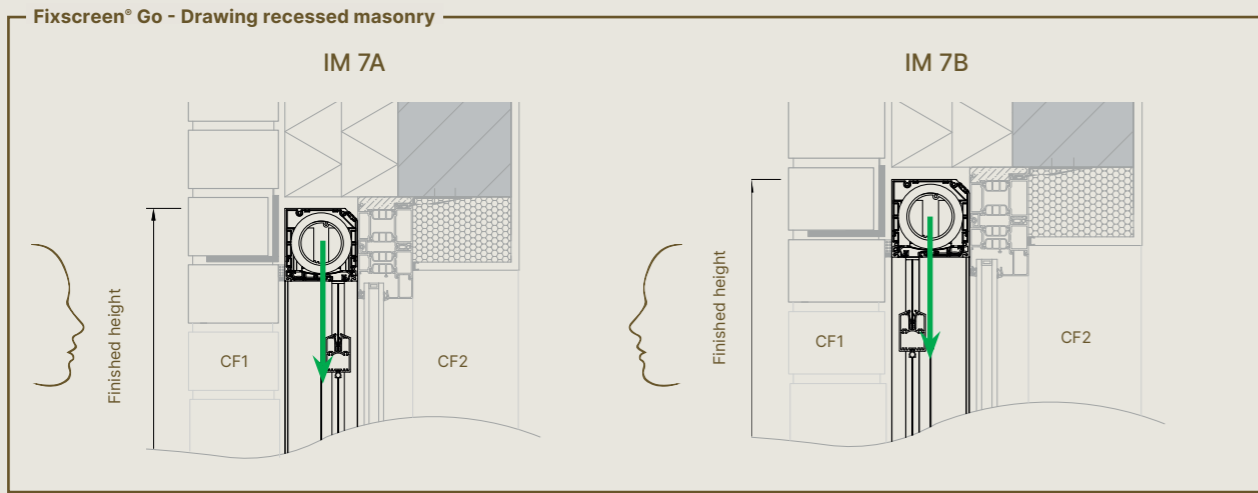 Fixscreen® Go - Drawing recessed masonry
IM 7A
IM 7B
Finished height
CF1
CF2
Finished height
CF1
CF2